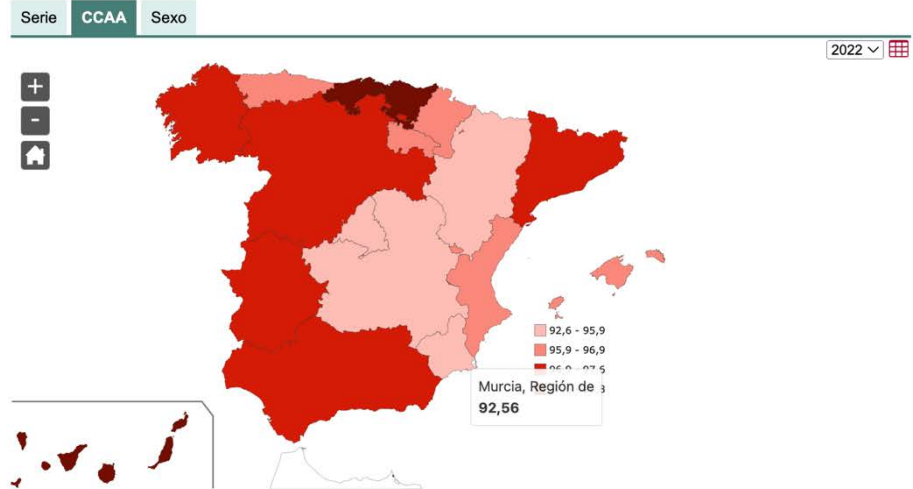 Serie CCAA Sexo
2022
+
-
92,6 - 95,9
95,9 - 96,9
Murcia, Región de
92,56